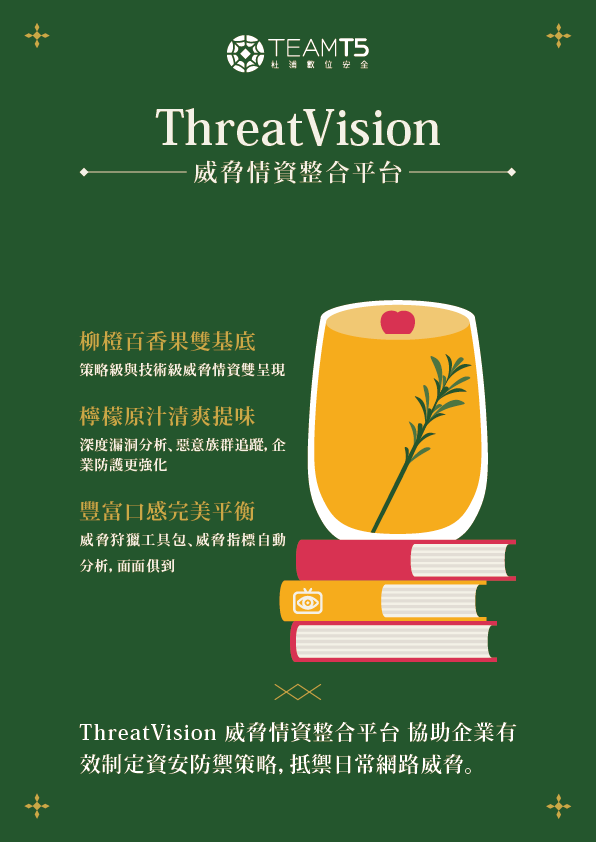 TEAMT5
杜浦數位安全
ThreatVision
威脅情資整合平台
柳橙百香果雙基底
策略級與技術級威脅情資雙呈現
檸檬原汁清爽提味
深度漏洞分析、惡意族群追蹤, 企
業防護更強化
豐富口感完美平衡
威脅狩獵工具包、威脅指標自動
分析, 面面俱到
ThreatVision 威脅情資整合平台 協助企業有
效制定資安防禦策略, 抵禦日常網路威脅。